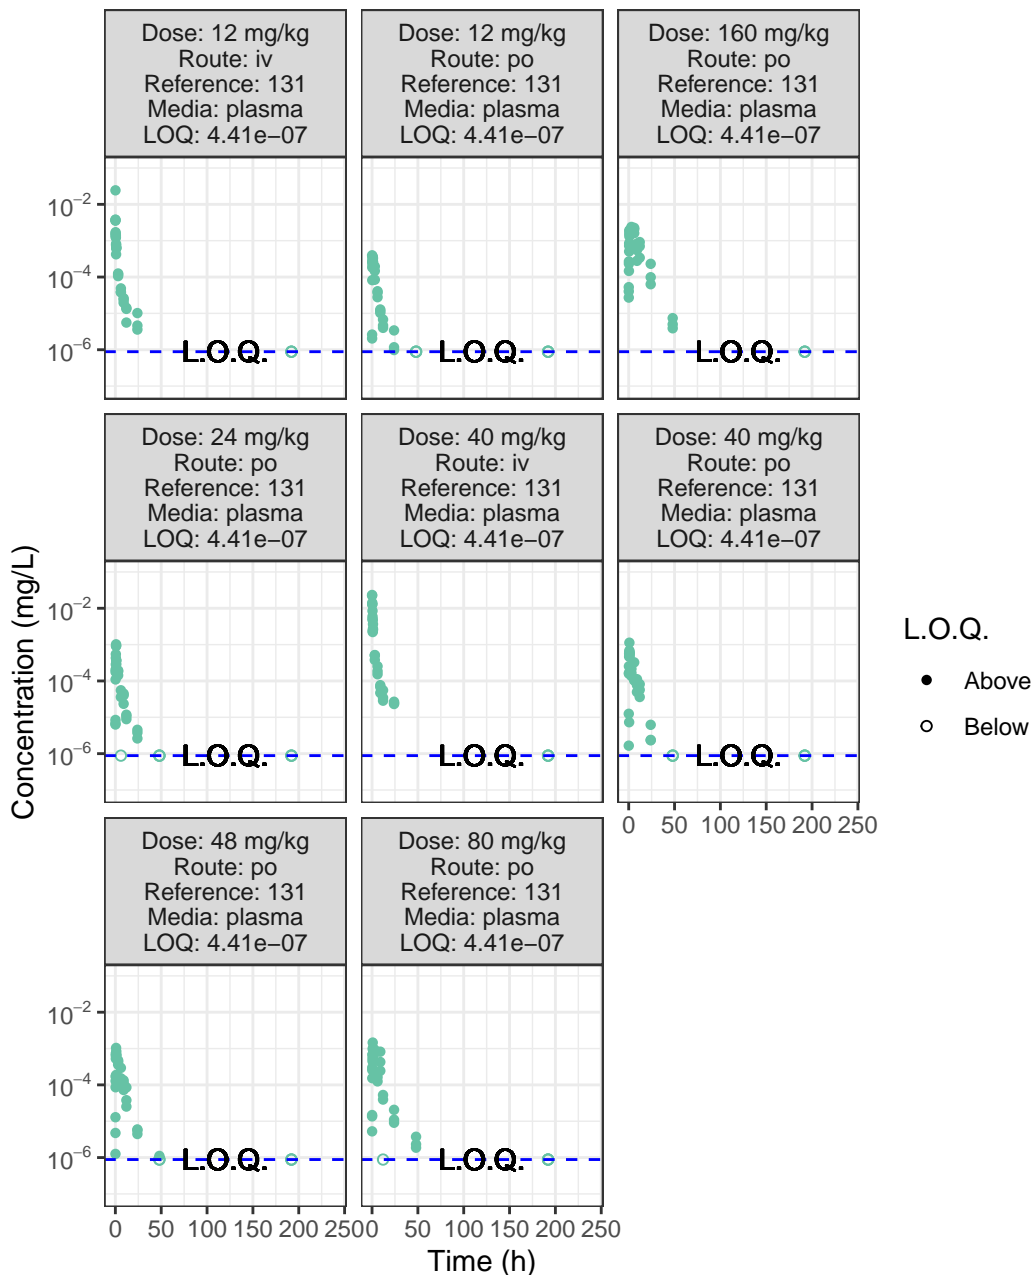 Dose: 12 mg/kg
Route: iv
Reference: 131
Media: plasma
LOQ: 4.41e−07
Dose: 12 mg/kg
Route: po
Reference: 131
Media: plasma
LOQ: 4.41e−07
Dose: 160 mg/kg
Route: po
Reference: 131
Media: plasma
LOQ: 4.41e−07
10⁻²
10⁻⁴
10⁻⁶
L.O.Q.
L.O.Q.
L.O.Q.
Dose: 24 mg/kg
Route: po
Reference: 131
Media: plasma
LOQ: 4.41e−07
Dose: 40 mg/kg
Route: iv
Reference: 131
Media: plasma
LOQ: 4.41e−07
Dose: 40 mg/kg
Route: po
Reference: 131
Media: plasma
LOQ: 4.41e−07
Concentration (mg/L)
10⁻²
10⁻⁴
10⁻⁶
L.O.Q.
L.O.Q.
L.O.Q.
0 50 100 150 200 250
L.O.Q.
Above
Below
Dose: 48 mg/kg
Route: po
Reference: 131
Media: plasma
LOQ: 4.41e−07
Dose: 80 mg/kg
Route: po
Reference: 131
Media: plasma
LOQ: 4.41e−07
10⁻²
10⁻⁴
10⁻⁶
L.O.Q.
L.O.Q.
0 50 100 150 200 250
0 50 100 150 200 250
Time (h)